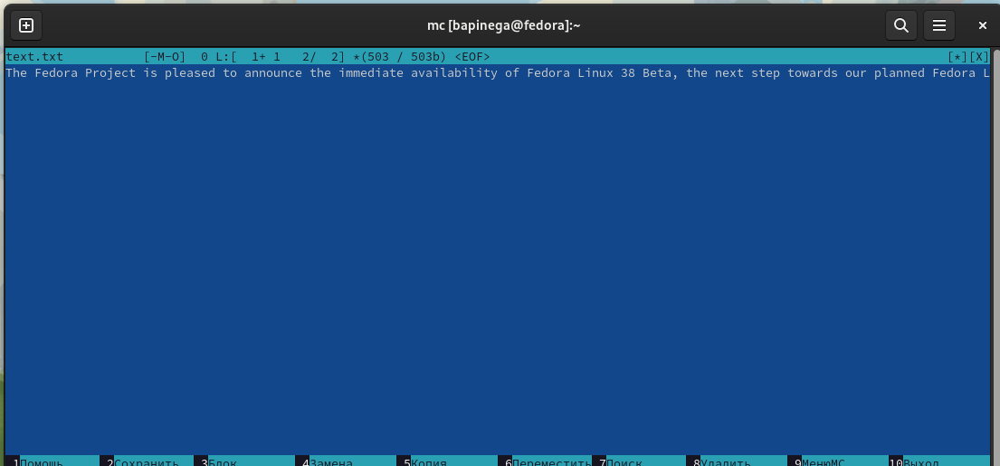 mc [bapinega@fedora]:~
text.txt [-M-O] 0 L:[ 1+ 1 2/ 2] *(503 / 503b) <EOF> [*][X]
The Fedora Project is pleased to announce the immediate availability of Fedora Linux 38 Beta, the next step towards our planned Fedora L
1Помощь 2Сохранить 3Блок 4Замена 5Копия 6Переместить 7Поиск 8Удалить 9МенюMC 10Выход